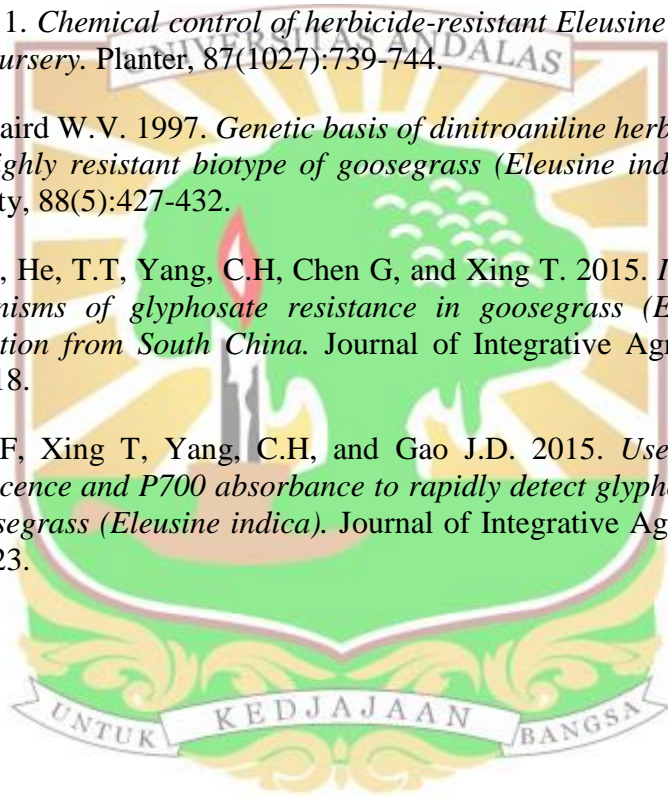 1. Chemical control of herbicide-resistant Eleusine
UNIVERSITAS ANDALAS
ursery. Planter, 87(1027):739-744.
aird W.V. 1997. Genetic basis of dinitroaniline herb
ighly resistant biotype of goosegrass (Eleusine ind
ty, 88(5):427-432.
, He, T.T, Yang, C.H, Chen G, and Xing T. 2015. I
nisms of glyphosate resistance in goosegrass (E
tion from South China. Journal of Integrative Agr
18.
F, Xing T, Yang, C.H, and Gao J.D. 2015. Use
cence and P700 absorbance to rapidly detect glypho
segrass (Eleusine indica). Journal of Integrative Ag
23.
UNTUK KEDJAJAAN BANGSA